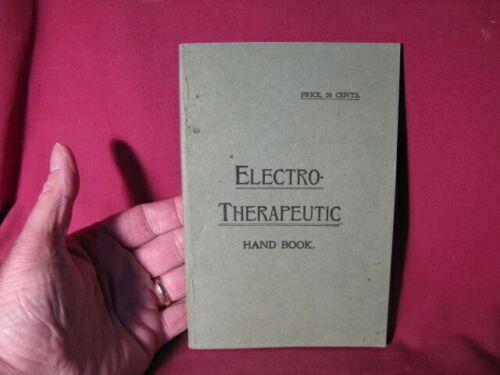 PRICE, 50 CENTS.
ELECTRO-
THERAPEUTIC
HAND BOOK.